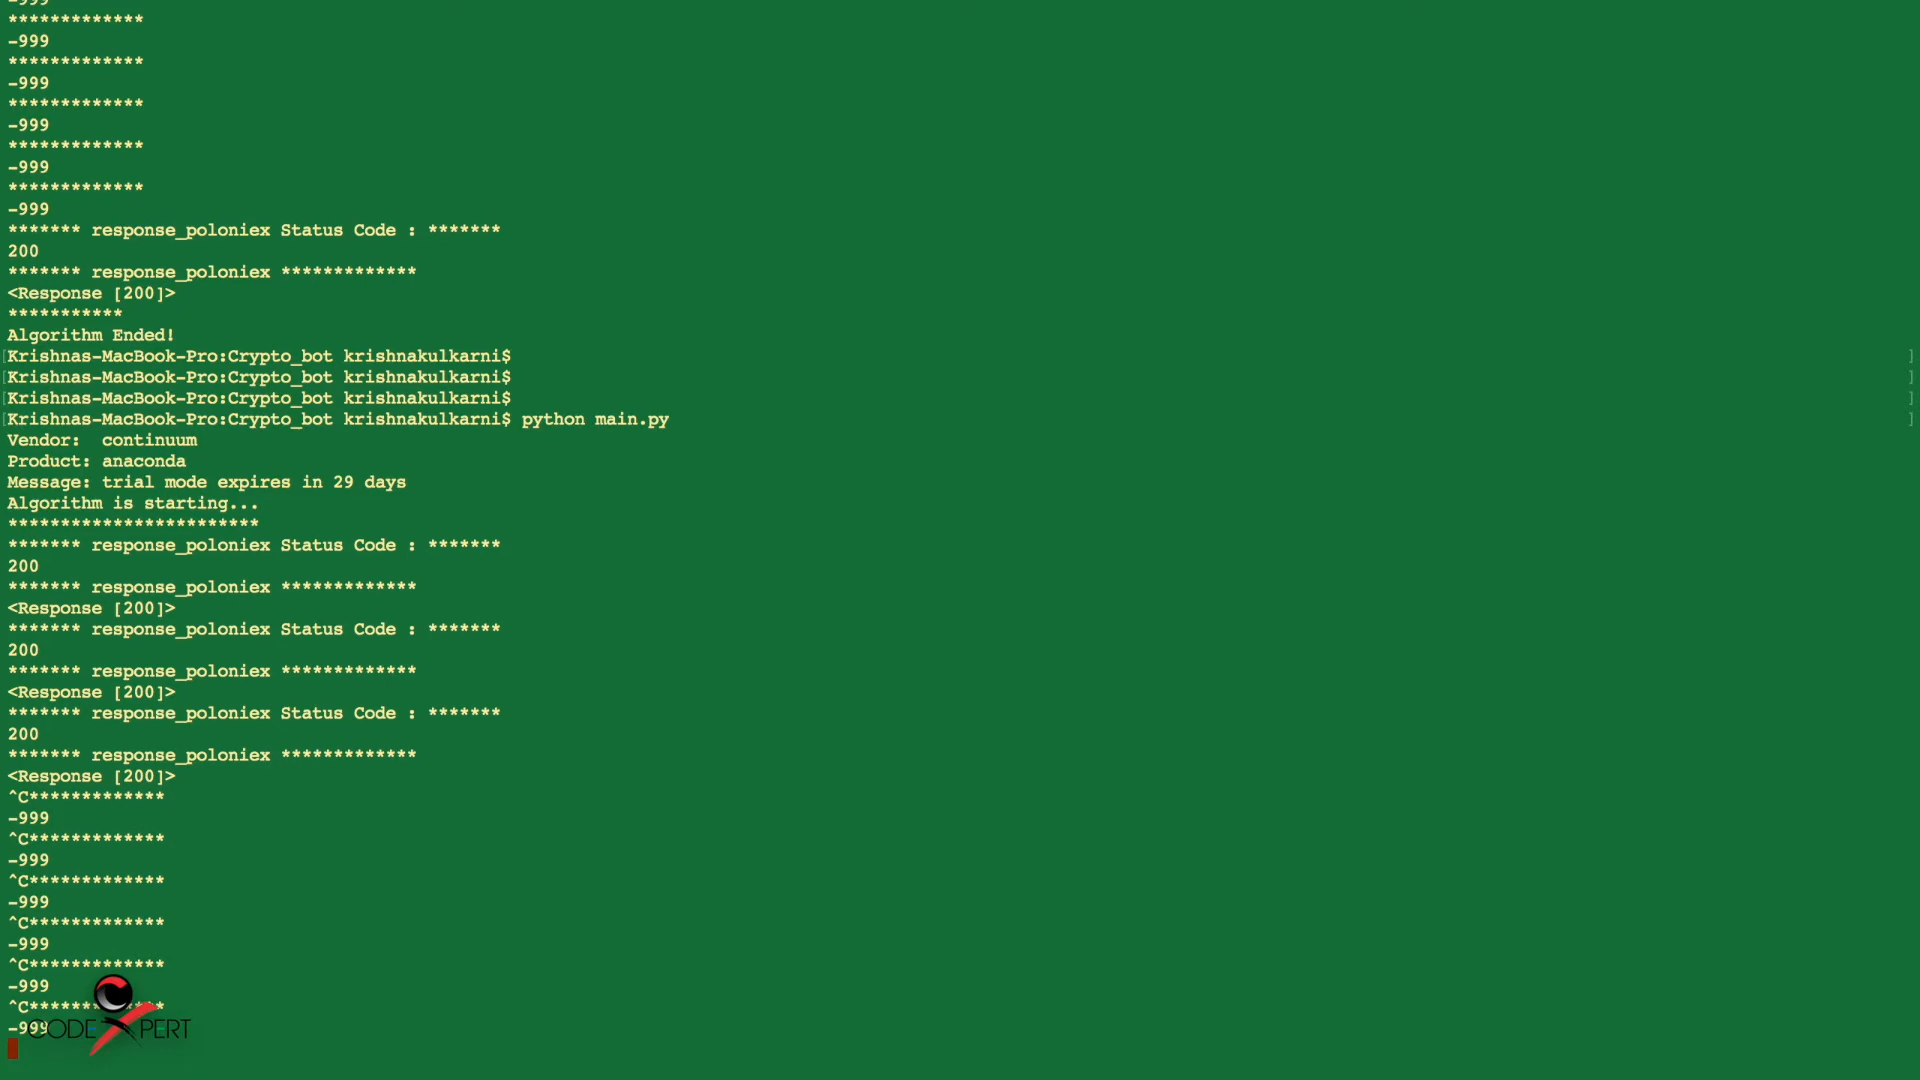 -999
*************
-999
*************
-999
*************
-999
*************
-999
*************
-999
******* response_poloniex Status Code : *******
200
******* response_poloniex *************
<Response [200]>
***********
Algorithm Ended!
[Krishnas-MacBook-Pro:Crypto_bot krishnakulkarni$ ]
[Krishnas-MacBook-Pro:Crypto_bot krishnakulkarni$ ]
[Krishnas-MacBook-Pro:Crypto_bot krishnakulkarni$ ]
[Krishnas-MacBook-Pro:Crypto_bot krishnakulkarni$ python main.py ]
Vendor:  continuum
Product: anaconda
Message: trial mode expires in 29 days
Algorithm is starting...
************************
******* response_poloniex Status Code : *******
200
******* response_poloniex *************
<Response [200]>
******* response_poloniex Status Code : *******
200
******* response_poloniex *************
<Response [200]>
******* response_poloniex Status Code : *******
200
******* response_poloniex *************
<Response [200]>
^C*************
-999
^C*************
-999
^C*************
-999
^C*************
-999
^C*************
-999
^C*************
-999
CODEXPERT